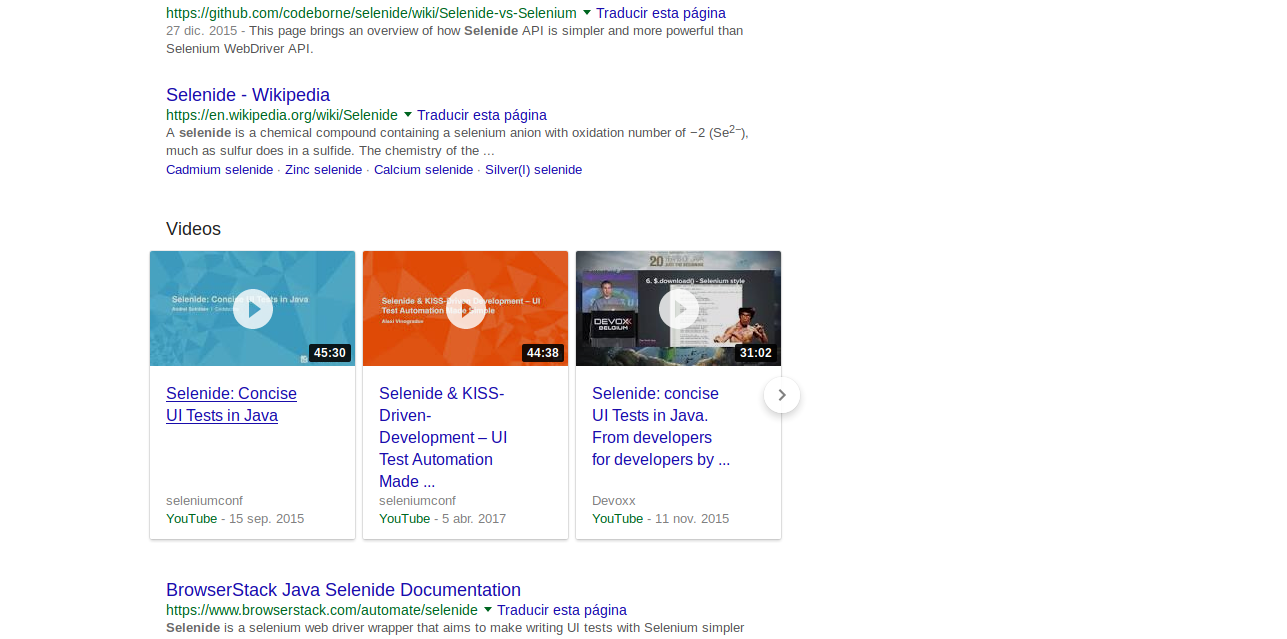 https://github.com/codeborne/selenide/wiki/Selenide-vs-Selenium Traducir esta página
27 dic. 2015 - This page brings an overview of how Selenide API is simpler and more powerful than
Selenium WebDriver API.
Selenide - Wikipedia
https://en.wikipedia.org/wiki/Selenide Traducir esta página
A selenide is a chemical compound containing a selenium anion with oxidation number of −2 (Se2−),
much as sulfur does in a sulfide. The chemistry of the ...
Cadmium selenide · Zinc selenide · Calcium selenide · Silver(I) selenide
Videos
Selenide: Concise UI Tests in Java
Andrei Solntsev
45:30
Selenide & KISS-Driven Development – UI
Test Automation Made Simple
44:38
20 YEARS OF JAVA
JUST THE BEGINNING
6. $.download() - Selenium style
DEVOXX
BELGIUM
31:02
Selenide: Concise
UI Tests in Java
seleniumconf
YouTube - 15 sep. 2015
Selenide & KISS-
Driven-
Development – UI
Test Automation
Made ...
seleniumconf
YouTube - 5 abr. 2017
Selenide: concise
UI Tests in Java.
From developers
for developers by ...
Devoxx
YouTube - 11 nov. 2015
BrowserStack Java Selenide Documentation
https://www.browserstack.com/automate/selenide Traducir esta página
Selenide is a selenium web driver wrapper that aims to make writing UI tests with Selenium simpler